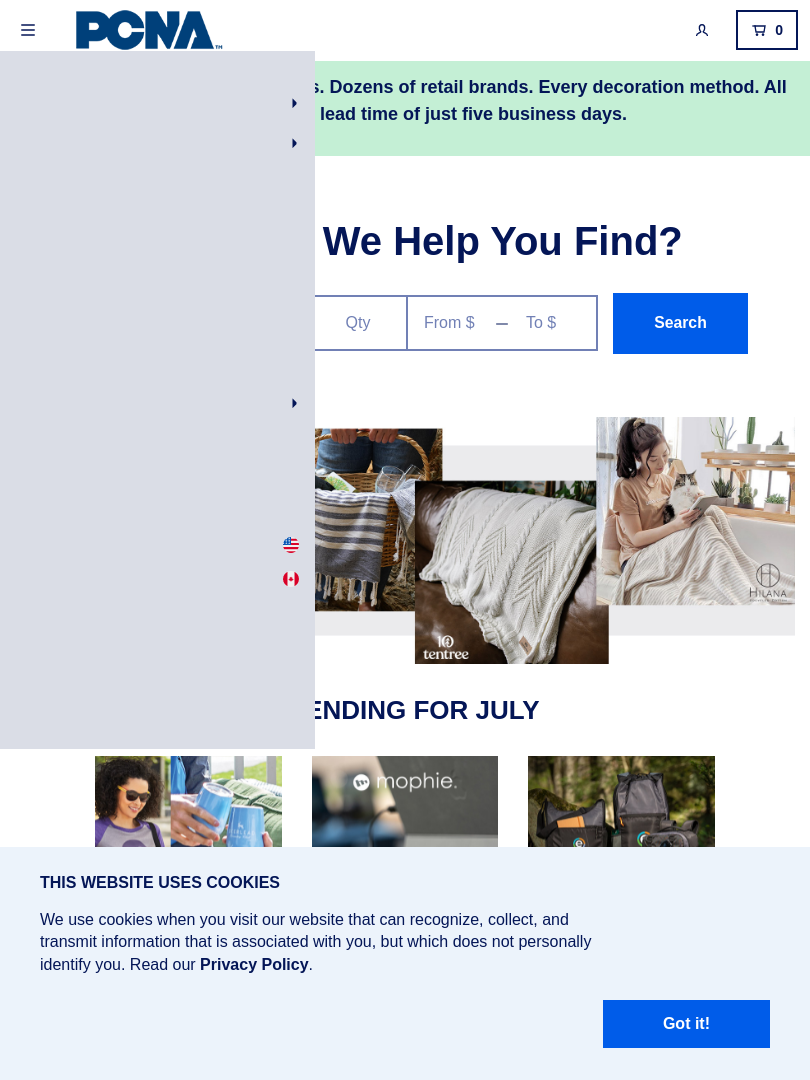 PCNA™
0
s. Dozens of retail brands. Every decoration method. All
lead time of just five business days.
We Help You Find?
Qty
From $
To $
Search
HILANA
tentree
ENDING FOR JULY
mophie.
THIS WEBSITE USES COOKIES
We use cookies when you visit our website that can recognize, collect, and
transmit information that is associated with you, but which does not personally
identify you. Read our Privacy Policy.
Got it!